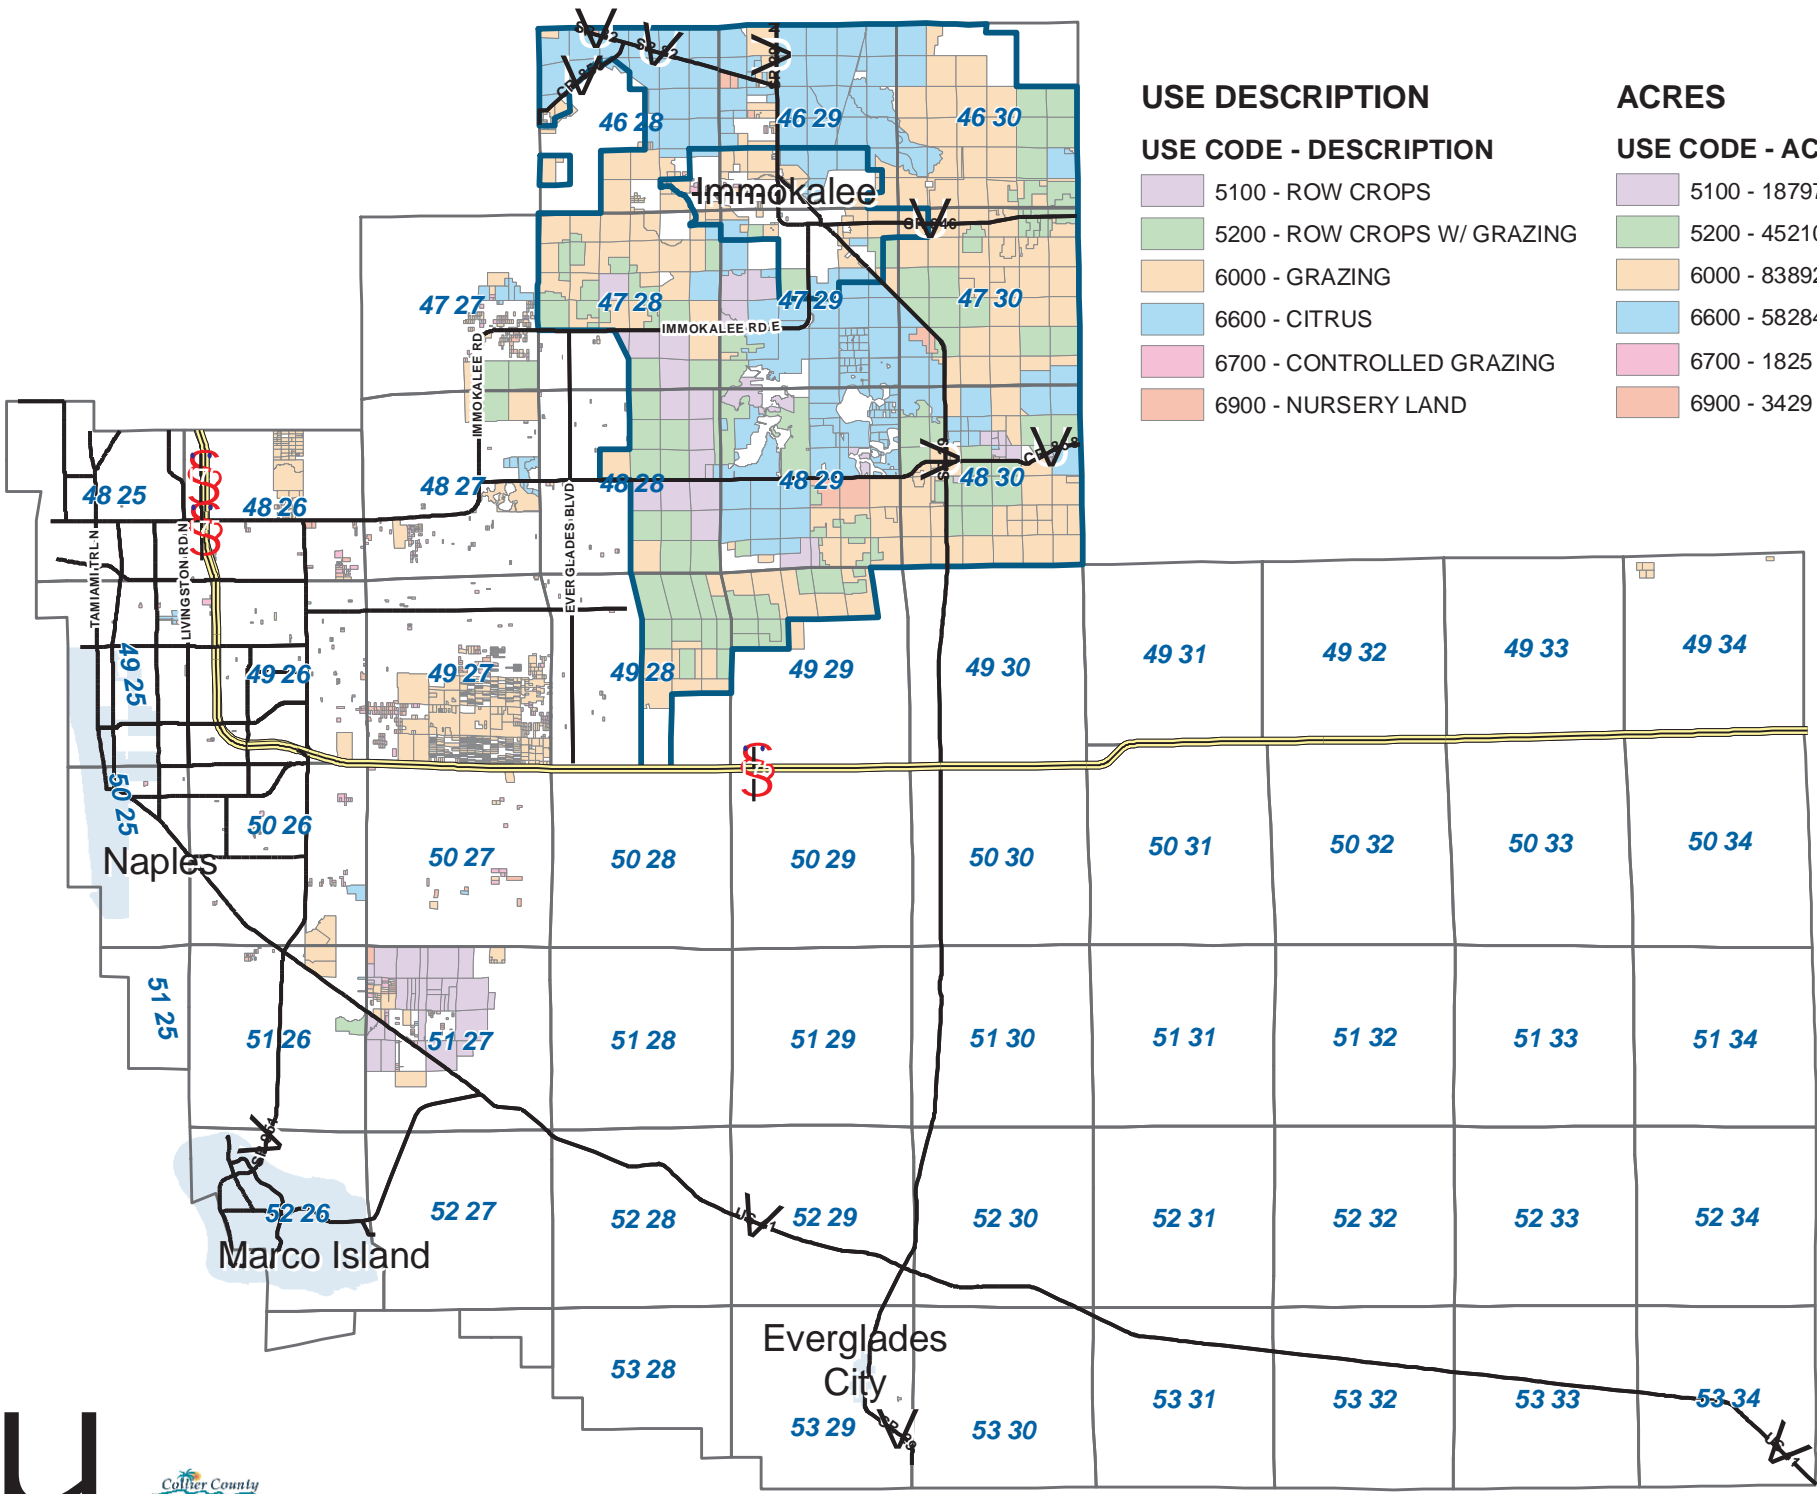 USE DESCRIPTION
USE CODE - DESCRIPTION
5100 - ROW CROPS
5200 - ROW CROPS W/ GRAZING
6000 - GRAZING
6600 - CITRUS
6700 - CONTROLLED GRAZING
6900 - NURSERY LAND
ACRES
USE CODE - AC
5100 - 18797
5200 - 45210
6000 - 83892
6600 - 58284
6700 - 1825
6900 - 3429
46 28
46 29
46 30
Immokalee
47 27
47 28
47 29
47 30
IMMOKALEE RD E
IMMOKALEE RD
48 25
48 26
48 27
48 28
48 29
48 30
TAMIAMI TRL N
LIVINGSTON RD N
EVERGLADES BLVD
49 25
49 26
49 27
49 28
49 29
49 30
49 31
49 32
49 33
49 34
50 25
50 26
50 27
50 28
50 29
50 30
50 31
50 32
50 33
50 34
Naples
51 25
51 26
51 27
51 28
51 29
51 30
51 31
51 32
51 33
51 34
52 26
52 27
52 28
52 29
52 30
52 31
52 32
52 33
52 34
Marco Island
Everglades
City
53 28
53 29
53 30
53 31
53 32
53 33
53 34
Collier County